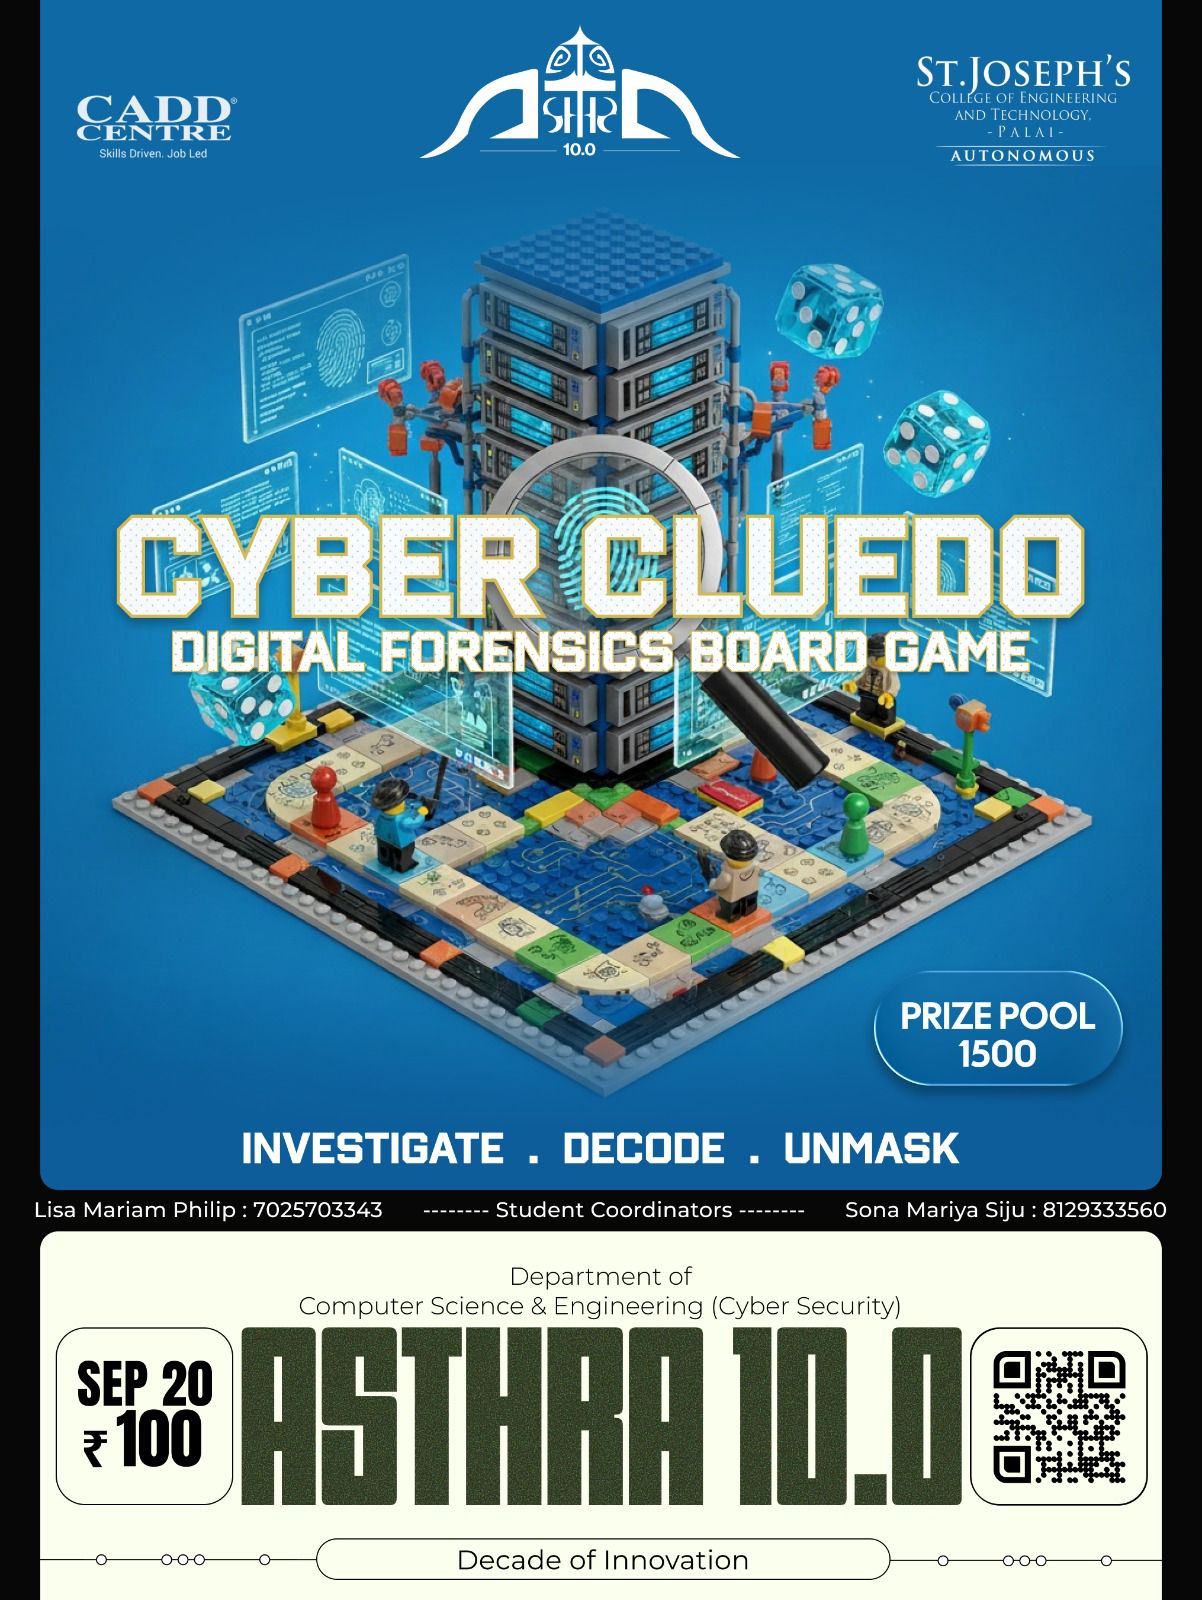 CADD
CENTRE
Skills Driven. Job Led
10.0
ST.JOSEPH'S
COLLEGE OF ENGINEERING
AND TECHNOLOGY,
-PALAI-
AUTONOMOUS
CYBER CLUEDO
DIGITAL FORENSICS BOARD GAME
PRIZE POOL
1500
INVESTIGATE . DECODE . UNMASK
Lisa Mariam Philip : 7025703343 -------- Student Coordinators -------- Sona Mariya Siju : 8129333560
Department of
Computer Science & Engineering (Cyber Security)
SEP 20
₹ 100
ASTHRA 10.0
Decade of Innovation